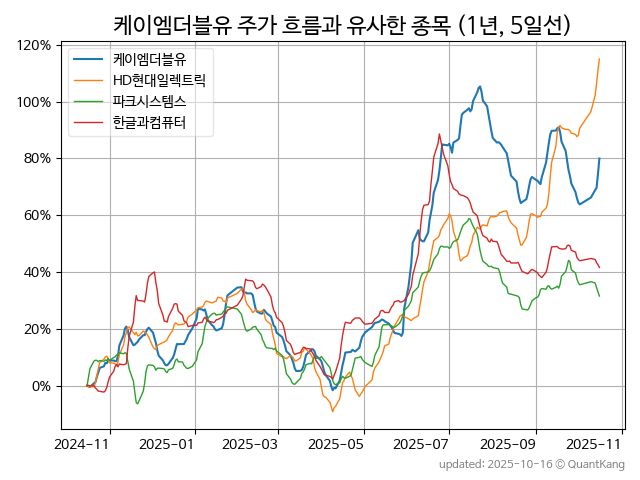 케이엠더블유 주가 흐름과 유사한 종목 (1년, 5일선)
120%
100%
80%
60%
40%
20%
0%
케이엠더블유
HD현대일렉트릭
파크시스템스
한글과컴퓨터
2024-11 2025-01 2025-03 2025-05 2025-07 2025-09 2025-11
updated: 2025-10-16 © QuantKang